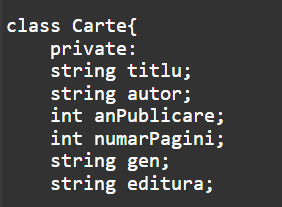 class Carte{
private:
string titlu;
string autor;
int anPublicare;
int numarPagini;
string gen;
string editura;